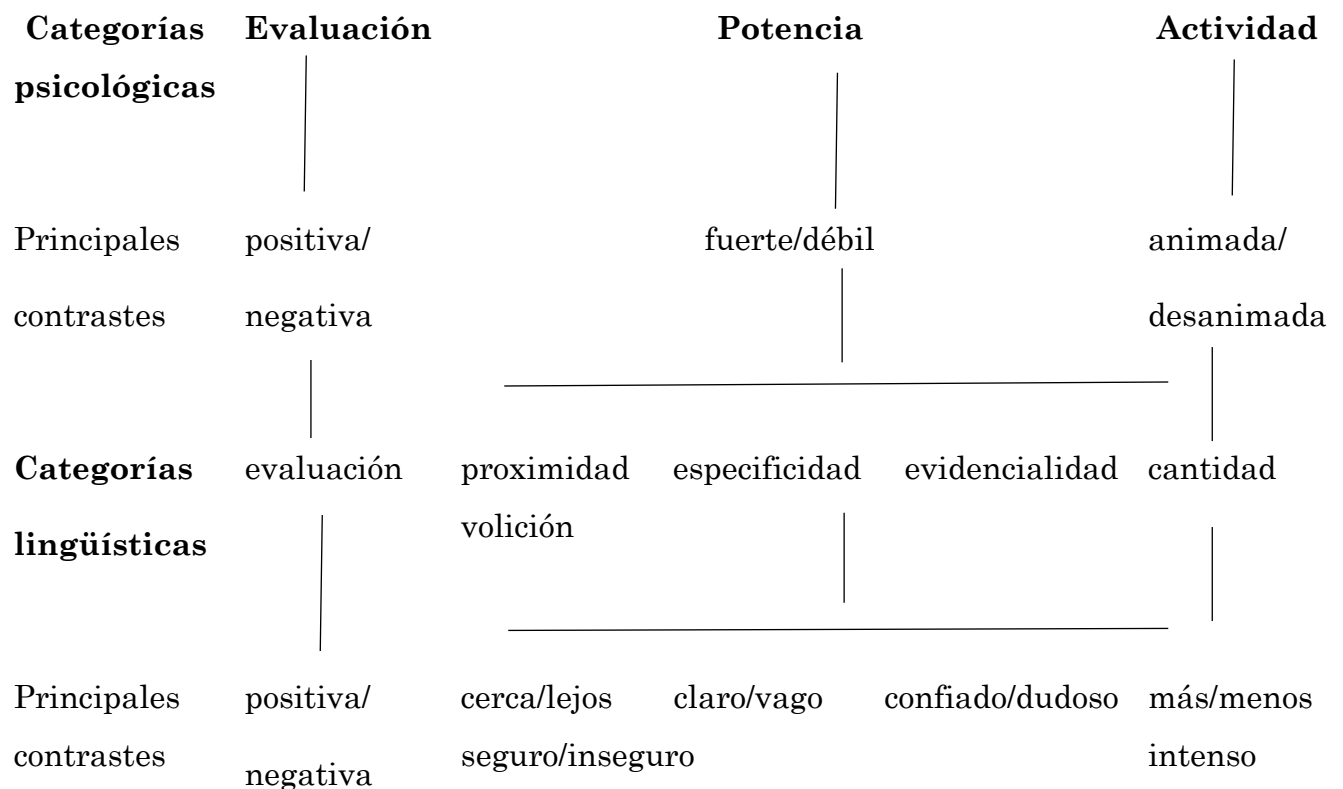 Categorías Evaluación Potencia Actividad
psicológicas
Principales positiva/ fuerte/débil animada/
contrastes negativa desanimada
Categorías evaluación proximidad especificidad evidencialidad cantidad
volición
lingüísticas
Principales positiva/ cerca/lejos claro/vago confiado/dudoso más/menos
contrastes seguro/inseguro intenso
negativa